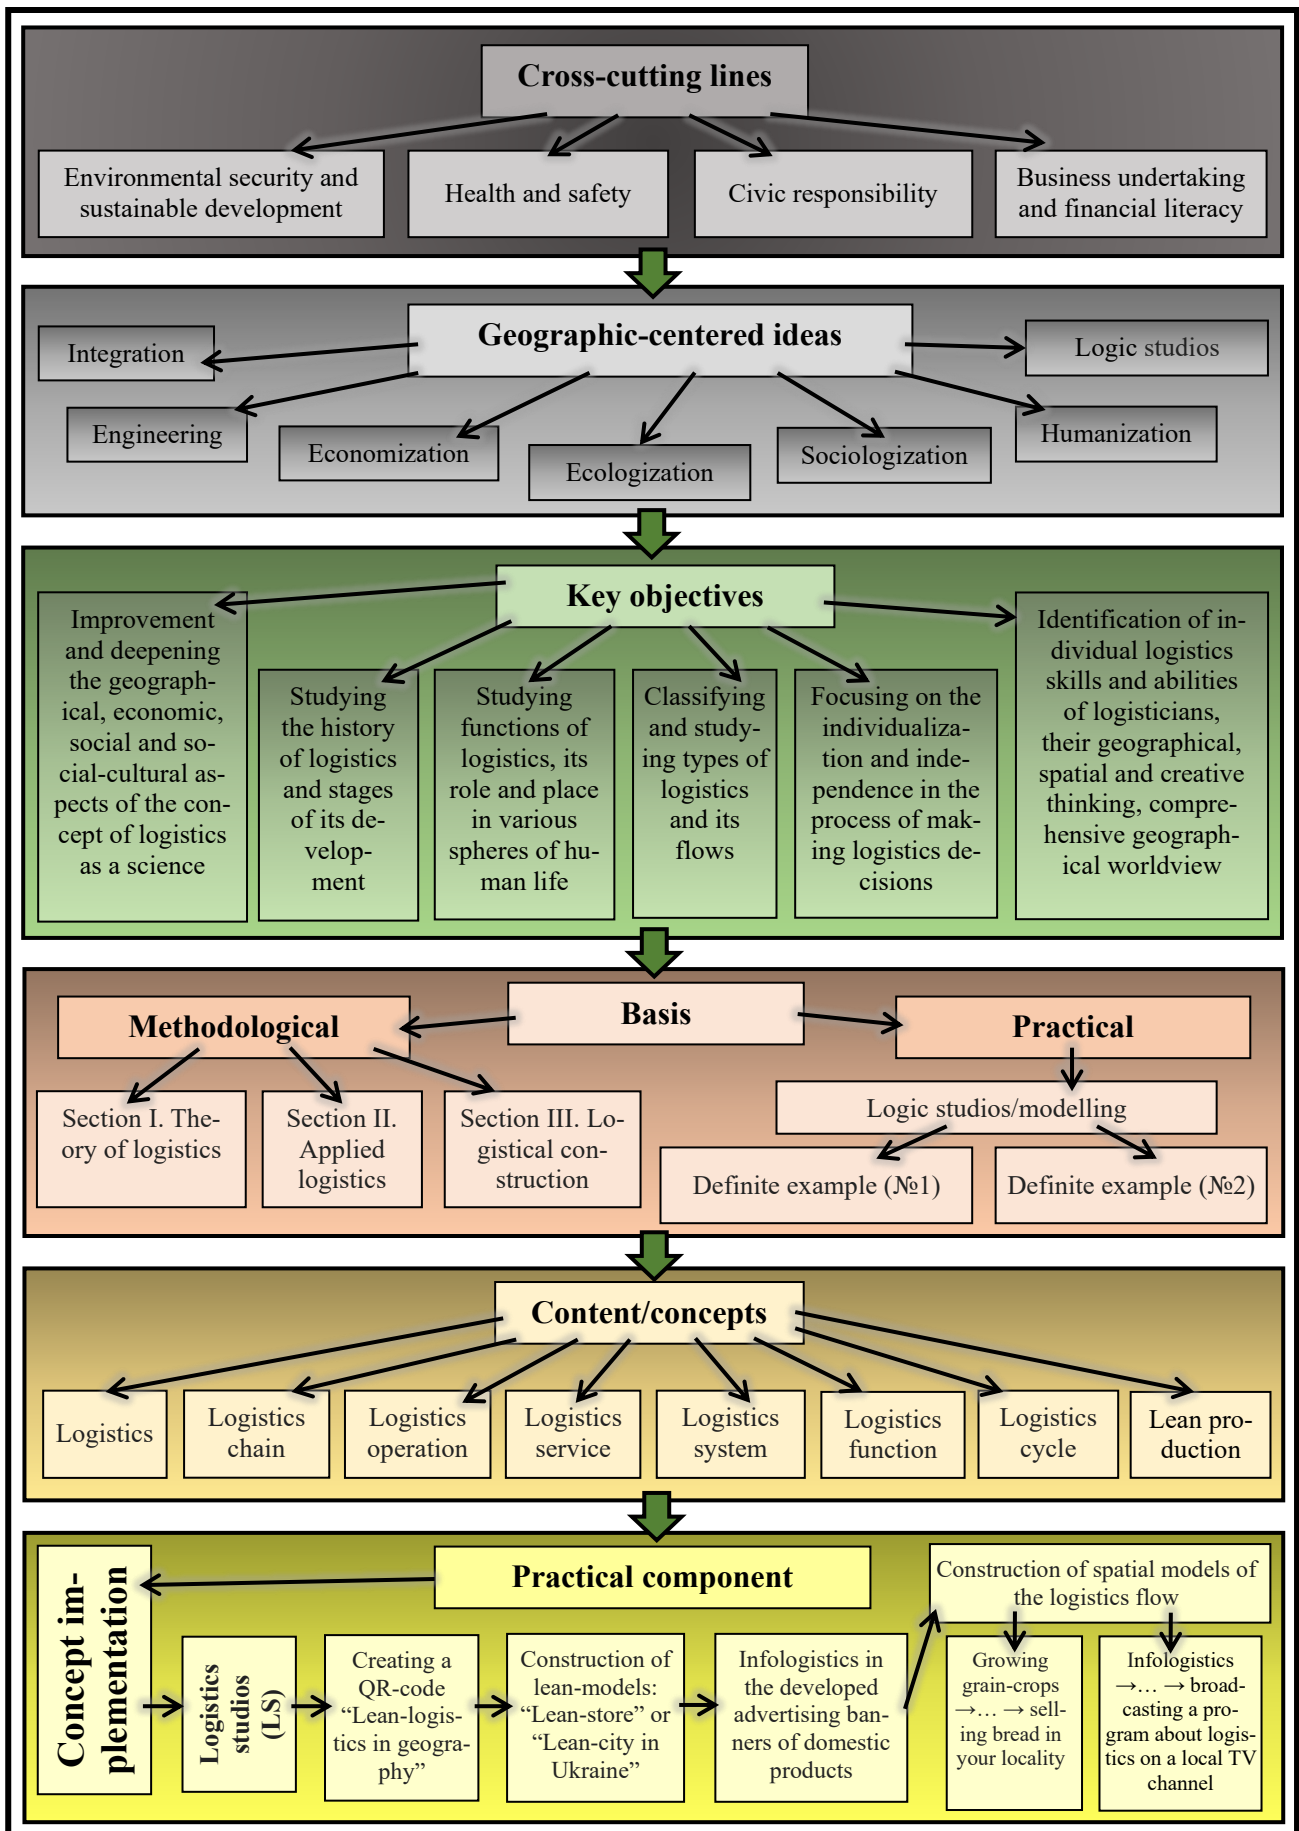 Cross-cutting lines
Environmental security and
sustainable development
Health and safety
Civic responsibility
Business undertaking
and financial literacy
Geographic-centered ideas
Integration
Logic studios
Engineering
Economization
Ecologization
Sociologization
Humanization
Key objectives
Improvement
and deepening
the geograph-
ical, economic,
social and so-
cial-cultural as-
pects of the con-
cept of logistics
as a science
Studying
the history
of logistics
and stages
of its de-
velop-
ment
Studying
functions of
logistics, its
role and place
in various
spheres of hu-
man life
Classifying
and study-
ing types of
logistics
and its
flows
Focusing on the
individualiza-
tion and inde-
pendence in the
process of mak-
ing logistics de-
cisions
Identification of in-
dividual logistics
skills and abilities
of logisticians,
their geographical,
spatial and creative
thinking, compre-
hensive geograph-
ical worldview
Basis
Methodological
Practical
Section I. The-
ory of logistics
Section II.
Applied
logistics
Section III. Lo-
gistical con-
struction
Logic studios/modelling
Definite example (№1)
Definite example (№2)
Content/concepts
Logistics
Logistics
chain
Logistics
operation
Logistics
service
Logistics
system
Logistics
function
Logistics
cycle
Lean pro-
duction
Practical component
Concept im-
plementation
Logistics
studios
(LS)
Creating a
QR-code
“Lean-logis-
tics in geogra-
phy”
Construction of
lean-models:
“Lean-store” or
“Lean-city in
Ukraine”
Infologistics in
the developed
advertising ban-
ners of domestic
products
Construction of spatial models of
the logistics flow
Growing
grain-crops
→… → sell-
ing bread in
your locality
Infologistics
→… → broad-
casting a pro-
gram about logis-
tics on a local TV
channel